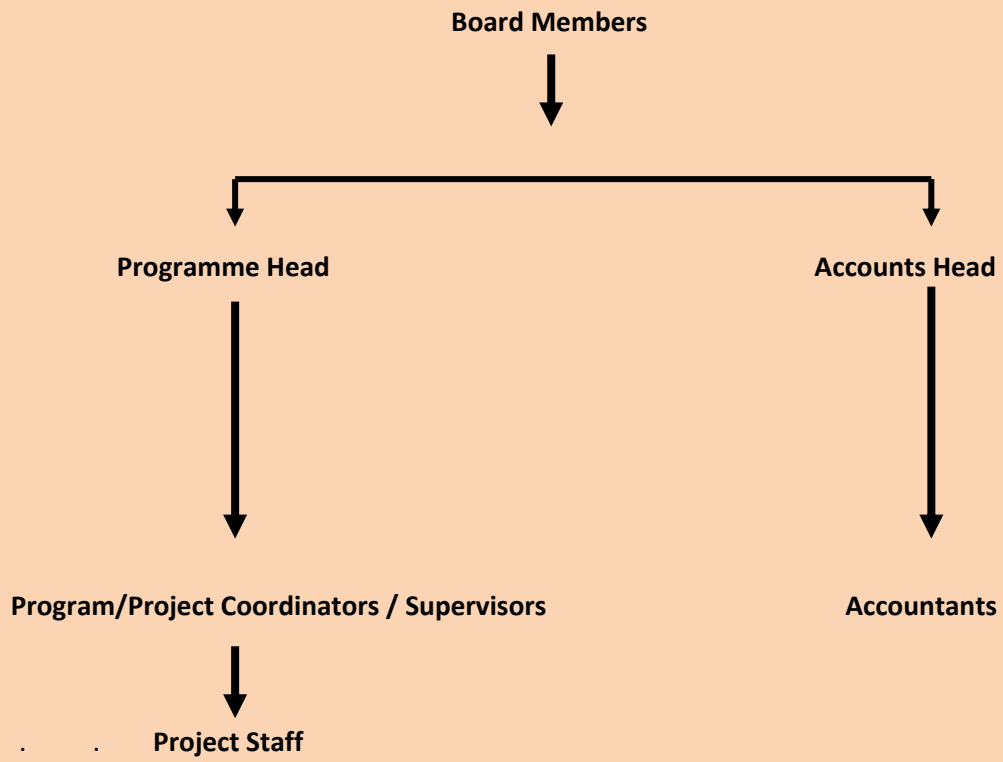 Board Members
Programme Head
Accounts Head
Program/Project Coordinators / Supervisors
Accountants
. . Project Staff